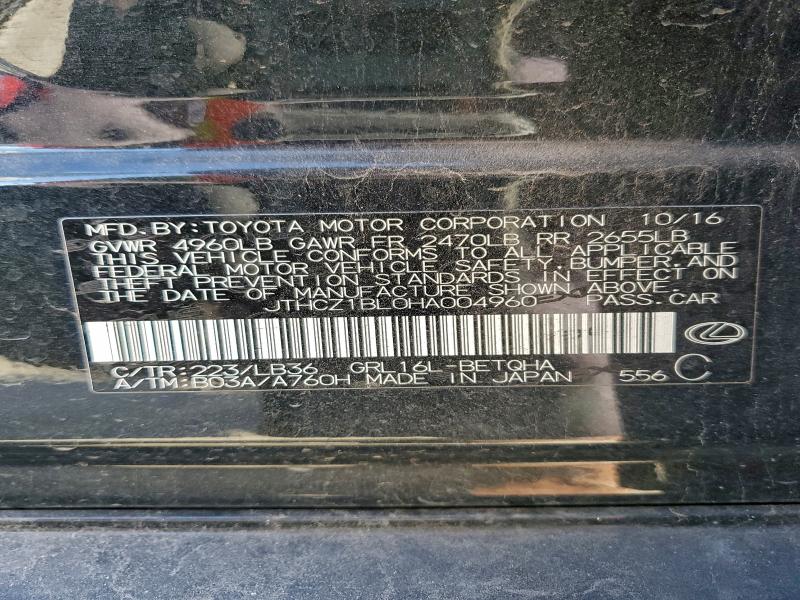 MFD. BY: TOYOTA MOTOR CORPORATION 10/16
GVWR 4960LB GAWR FR 2470LB RR 2655LB
THIS VEHICLE CONFORMS TO ALL APPLICABLE
FEDERAL MOTOR VEHICLE SAFETY, BUMPER, AND
THEFT PREVENTION STANDARDS IN EFFECT ON
THE DATE OF MANUFACTURE SHOWN ABOVE.
JTHCZ1BL0HA004960 PASS. CAR
C/TR: 223/LB36 GRL16L-BETQHA
A/TM: B03A/A760H MADE IN JAPAN 556 C